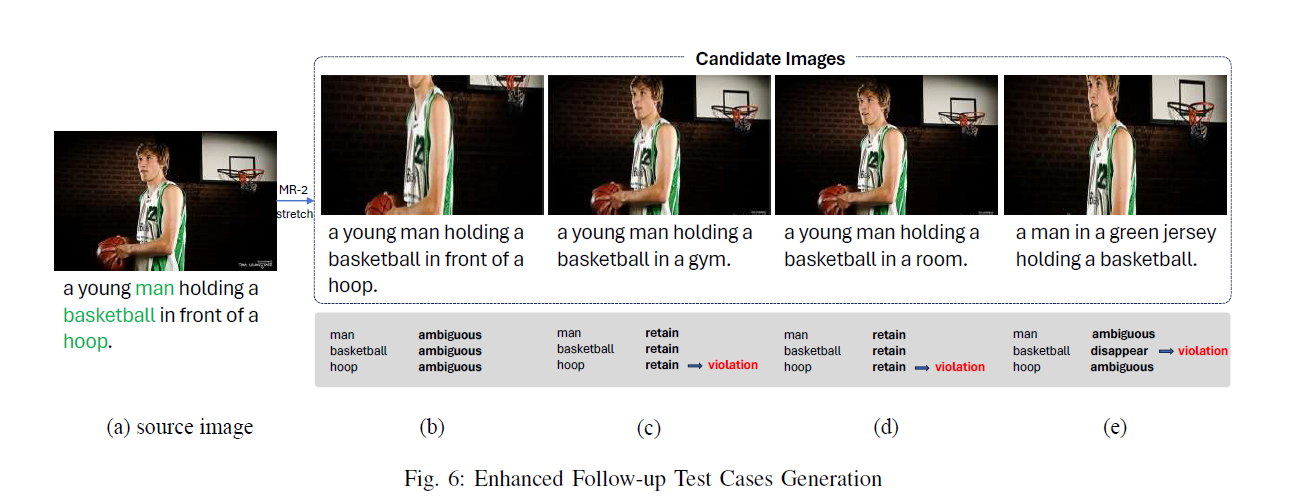 Candidate Images
MR-2
stretch
a young man holding a
basketball in front of a
hoop.
a young man holding a
basketball in front of a
hoop.
a young man holding a
basketball in a gym.
a young man holding a
basketball in a room.
a man in a green jersey
holding a basketball.
man ambiguous
basketball ambiguous
hoop ambiguous
man retain
basketball retain
hoop retain violation
man retain
basketball retain
hoop retain violation
man ambiguous
basketball disappear violation
hoop ambiguous
(a) source image
(b)
(c)
(d)
(e)
Fig. 6: Enhanced Follow-up Test Cases Generation